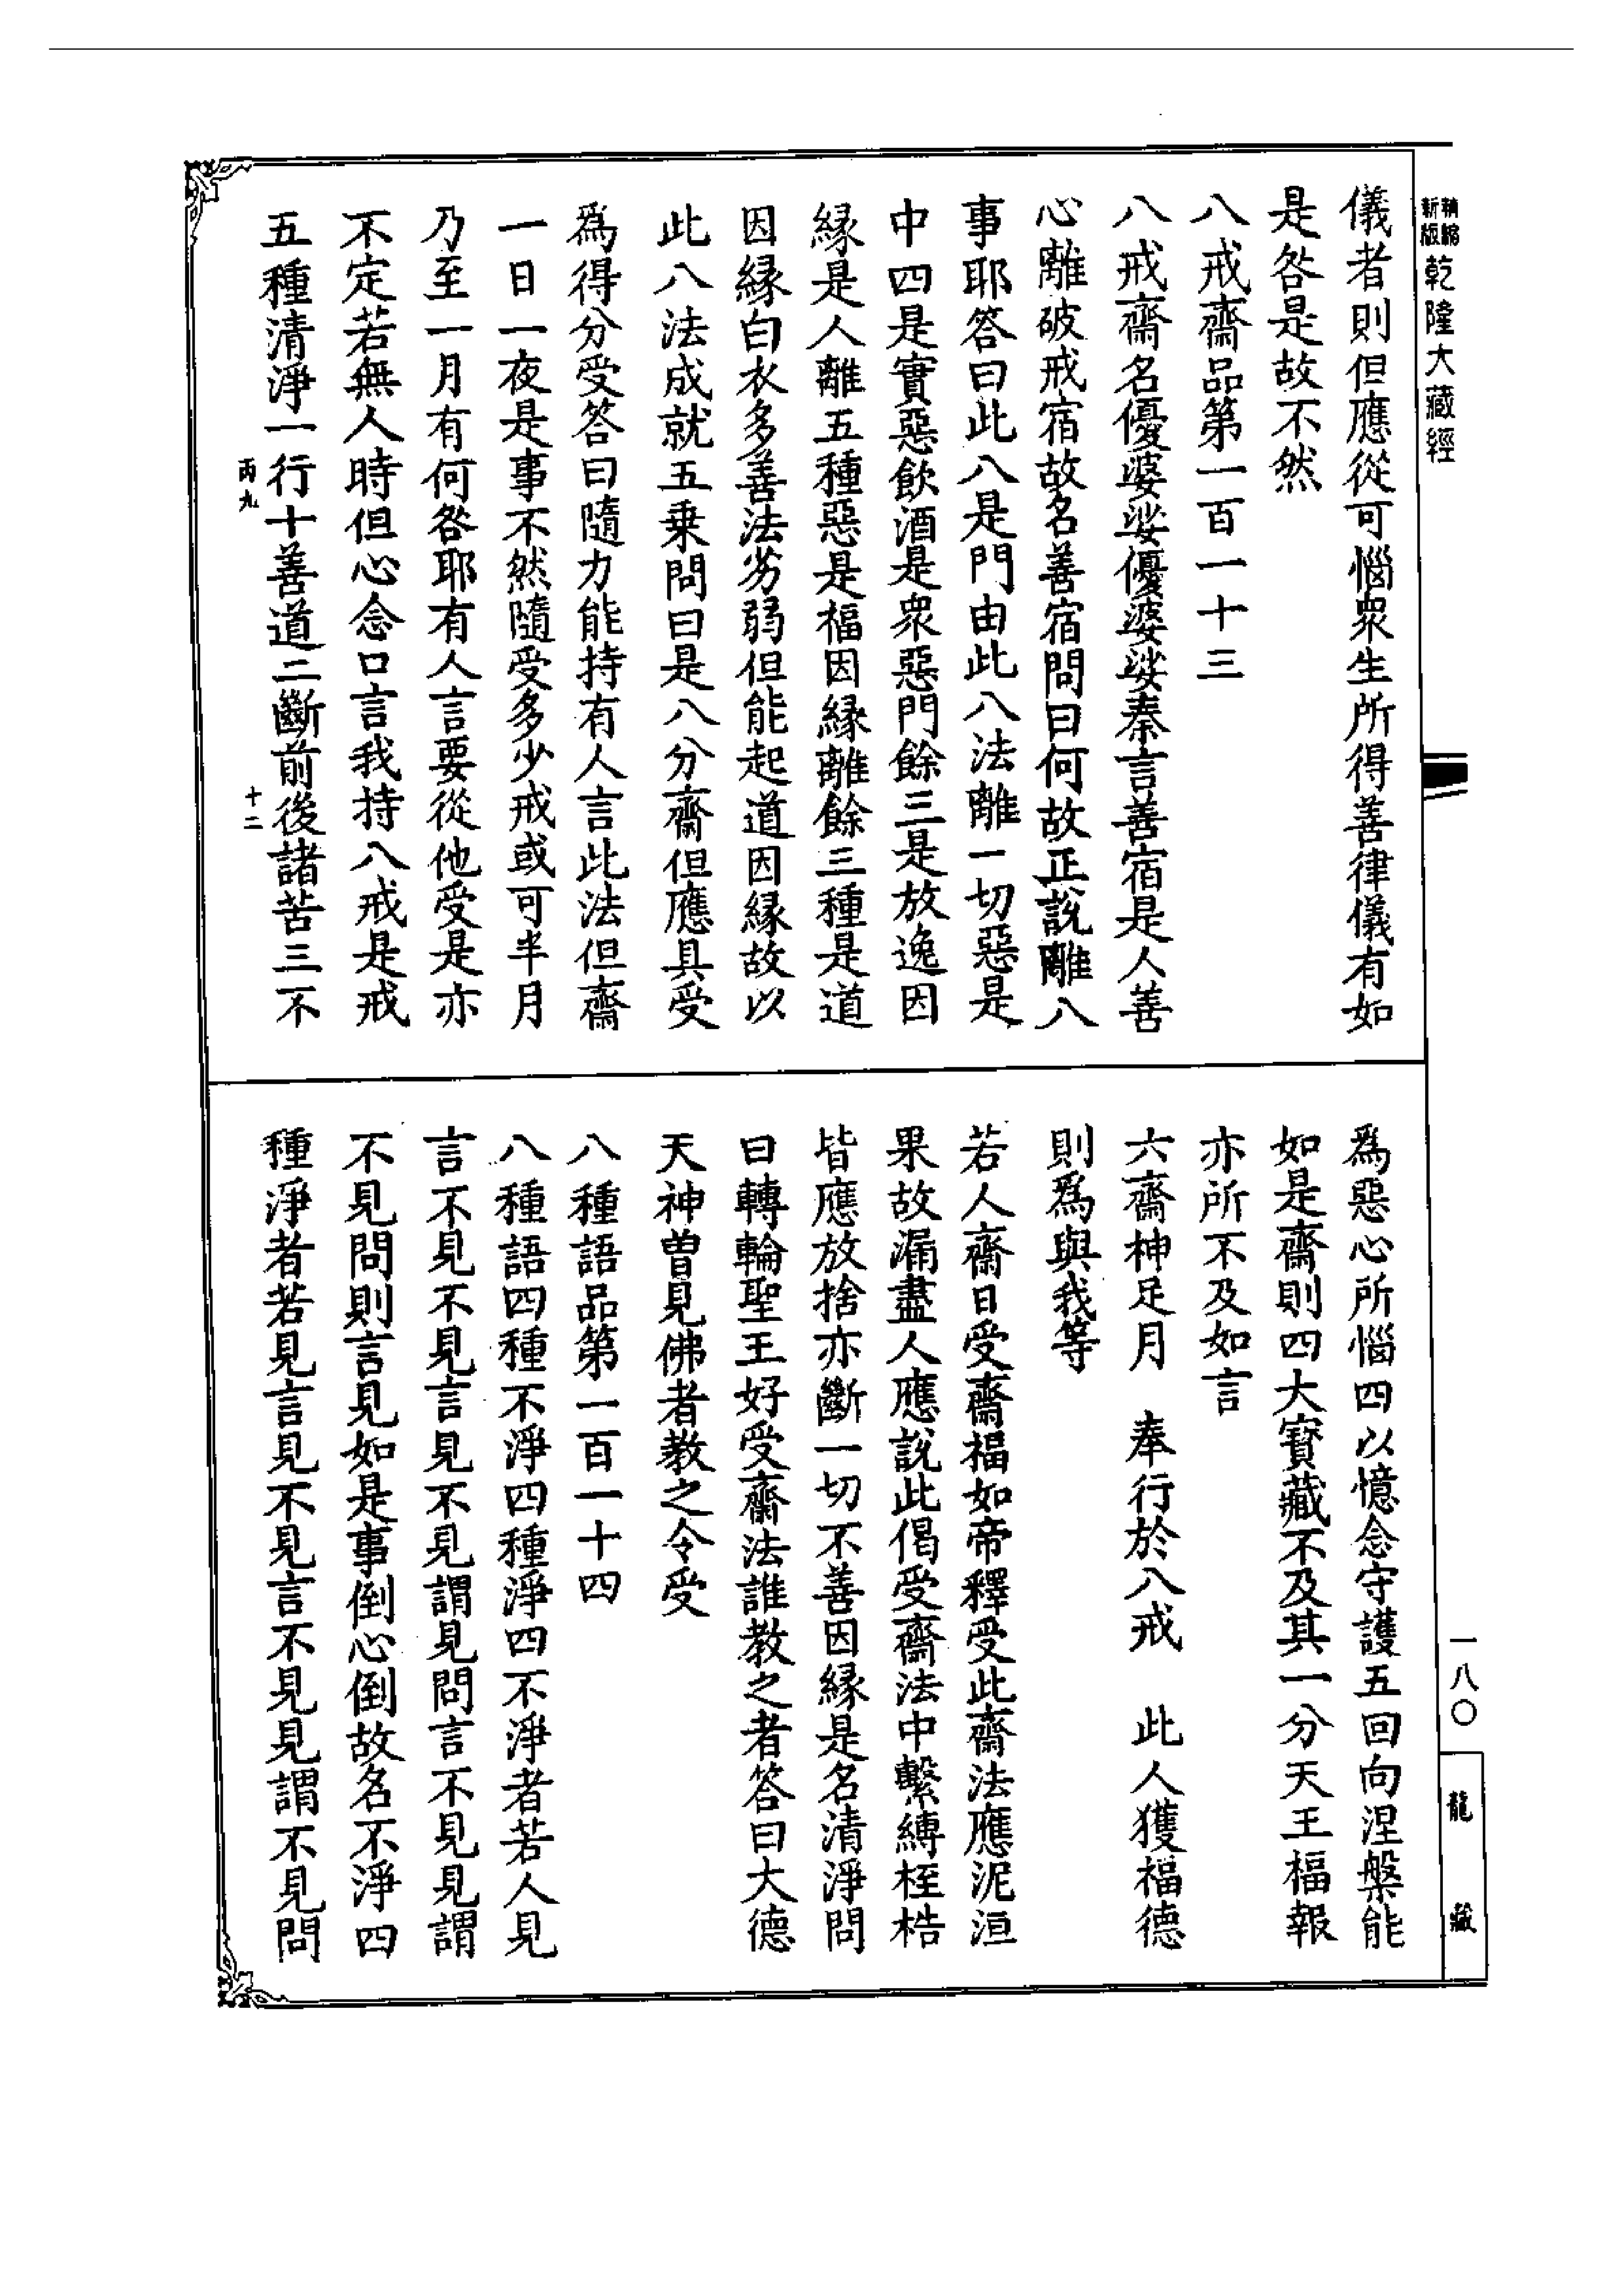 新版精縮
乾隆大藏經
儀者則但應從可惱眾生所得善律儀有如
是咎是故不然
八戒齋品第一百一十三
八戒齋名優婆娑優婆娑秦言善宿是人善
心離破戒宿故名善宿問曰何故正說離八
事耶答曰此八是門由此八法離一切惡是
中四是實惡飲酒是眾惡門餘三是放逸因
緣是人離五種惡是福因緣離餘三種是道
因緣白衣多善法劣弱但能起道因緣故以
此八法成就五乘問曰是八分齋但應具受
為得分受答曰隨力能持有人言此法但齋
一日一夜是事不然隨受多少戒或可半月
乃至一月有何咎耶有人言要從他受是亦
不定若無人時但心念口言我持八戒是戒
五種清淨一行十善道二斷前後諸苦三不
丙九
十二
為惡心所惱四以憶念守護五回向涅槃能
如是齋則四大寶藏不及其一分天王福報
亦所不及如言
六齋神足月　奉行於八戒　此人獲福德
則為與我等
若人齋日受齋福如帝釋受此齋法應泥洹
果故漏盡人應說此偈受齋法中繫縛桎梏
皆應放捨亦斷一切不善因緣是名清淨問
曰轉輪聖王好受齋法誰教之者答曰大德
天神曾見佛者教之令受
八種語品第一百一十四
八種語四種不淨四種淨四不淨者若人見
言不見不見言見不見謂見問言不見見謂
不見問則言見如是事倒心倒故名不淨四
種淨者若見言見不見言不見見謂不見問
一八〇
龍藏